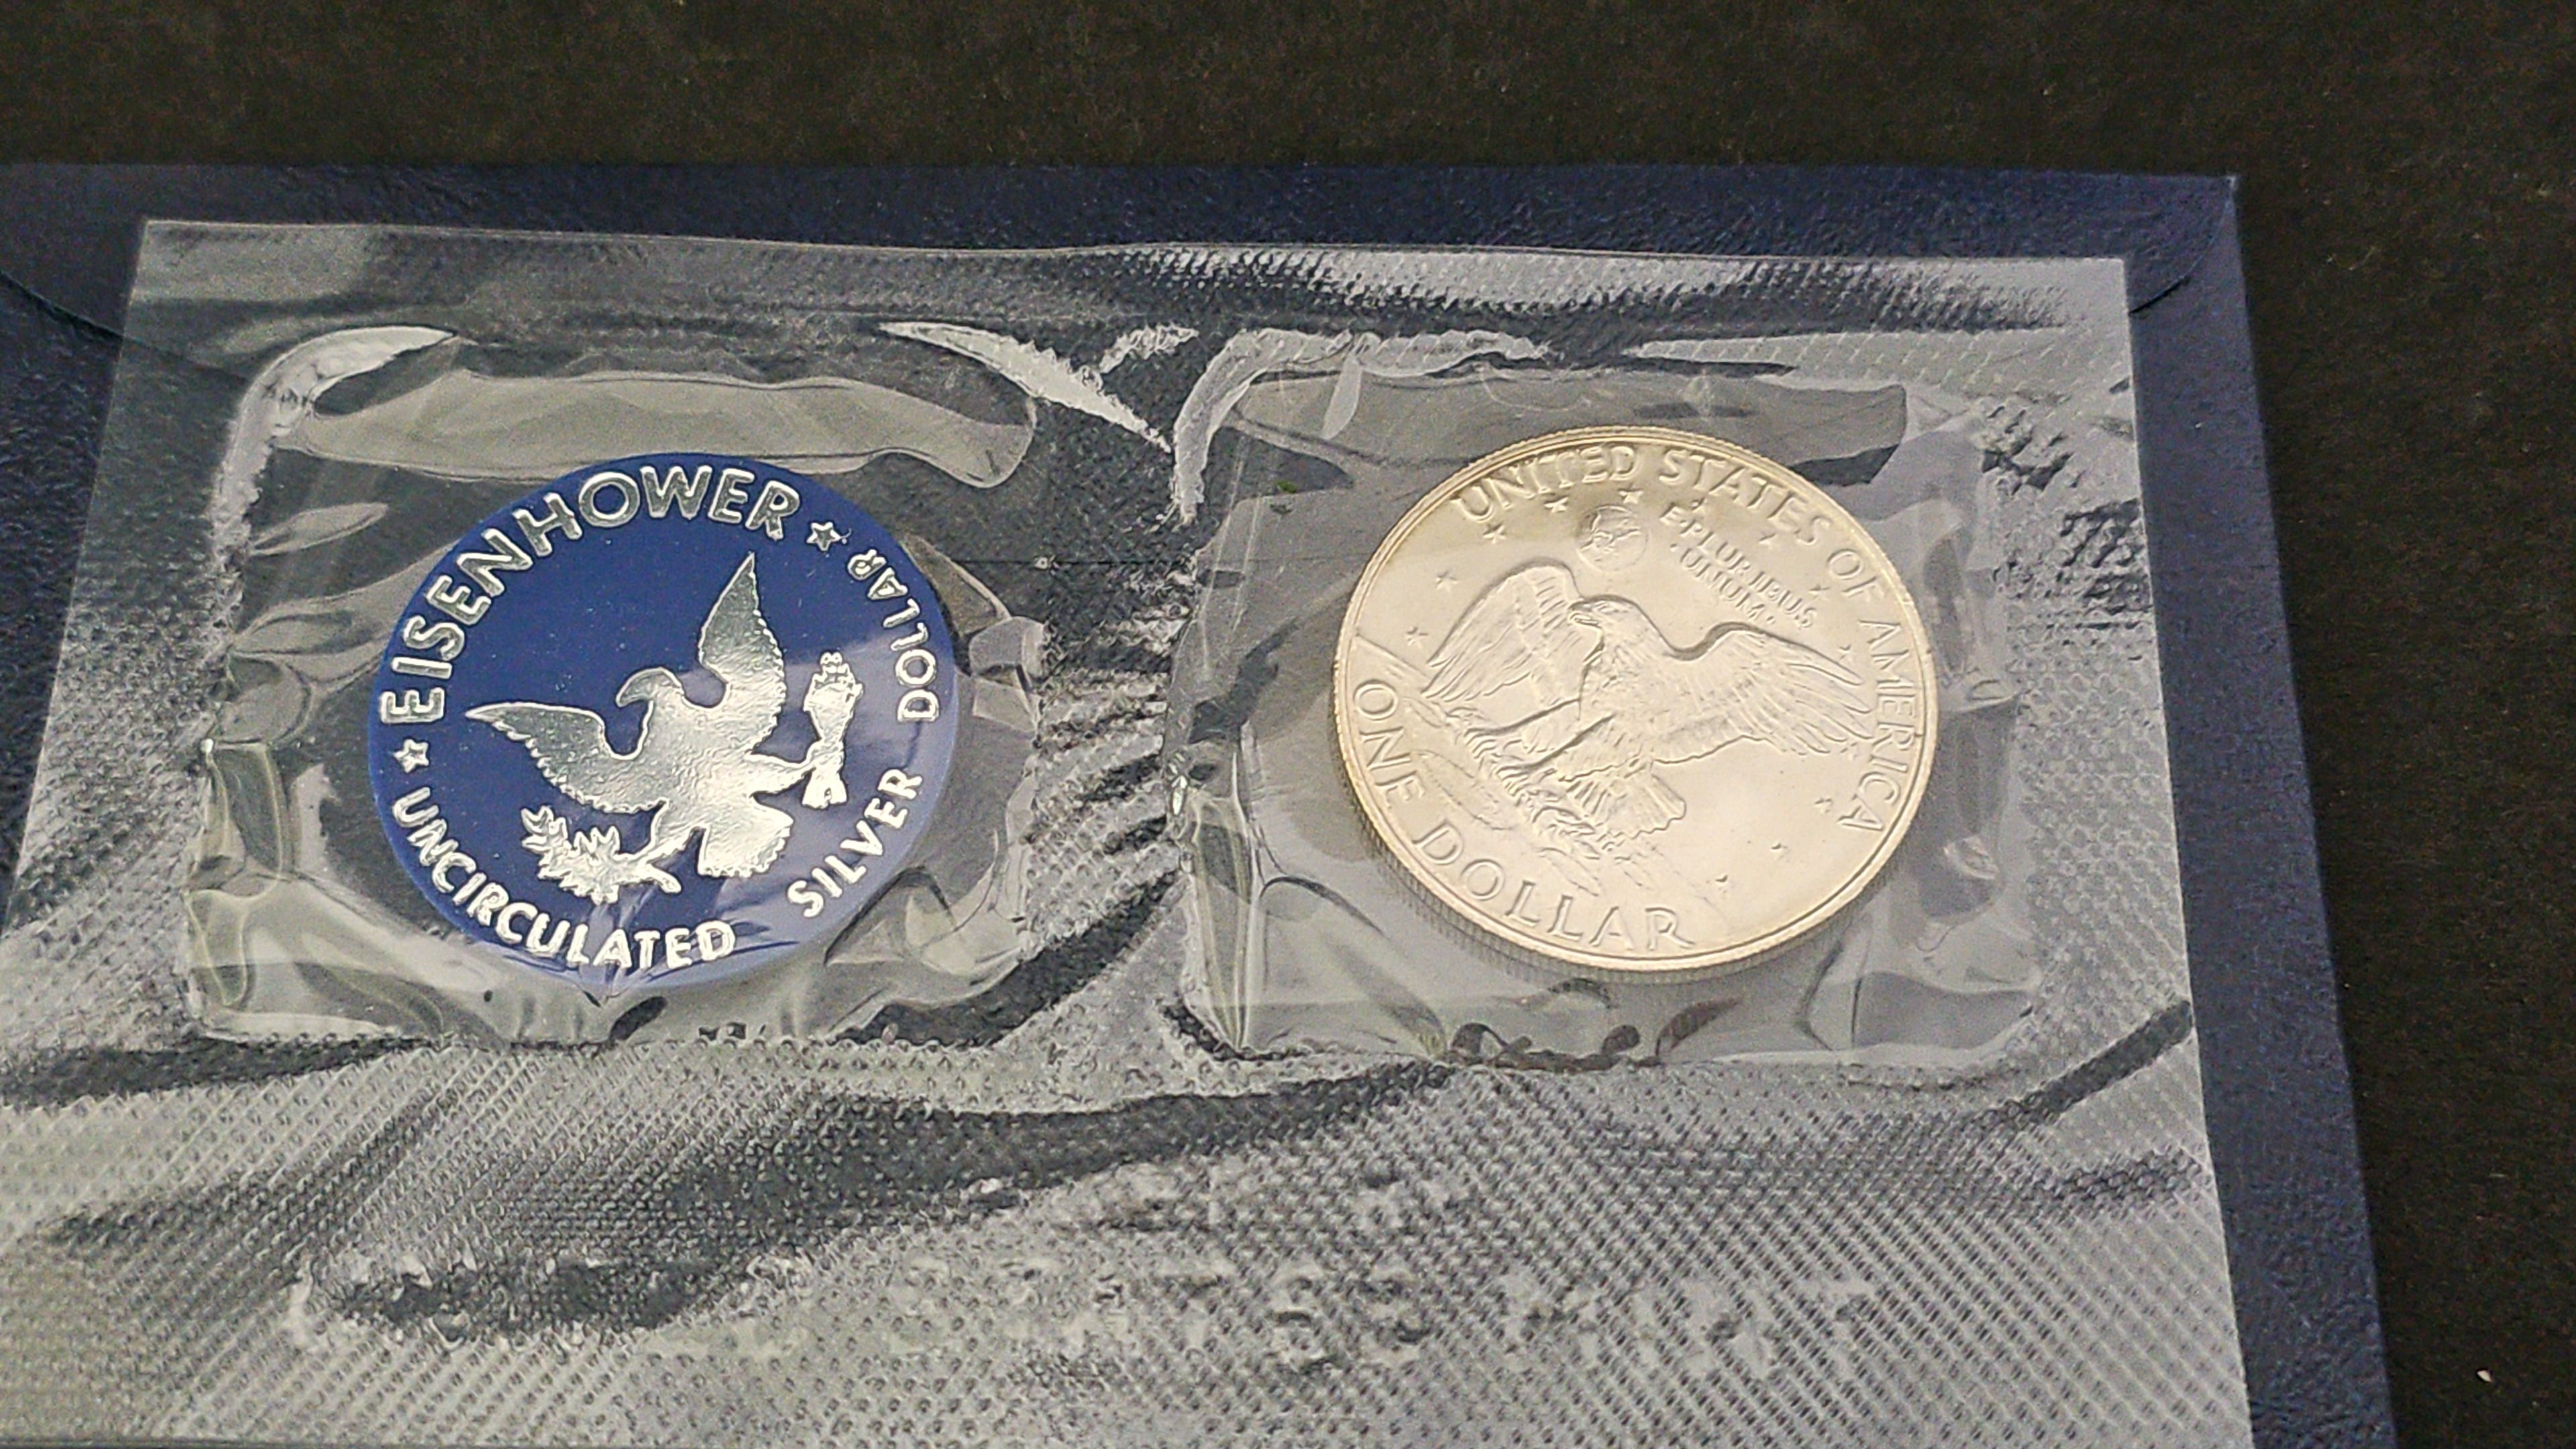 EISENHOWER
UNCIRCULATED SILVER DOLLAR
UNITED STATES OF AMERICA
E PLURIBUS
UNUM
ONE DOLLAR